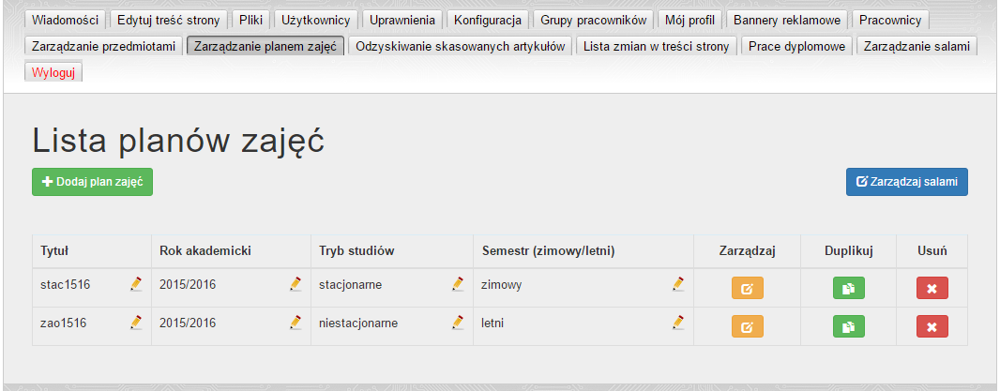 Wiadomości Edytuj treść strony Pliki Użytkownicy Uprawnienia Konfiguracja Grupy pracowników Mój profil Bannery reklamowe Pracownicy
Zarządzanie przedmiotami Zarządzanie planem zajęć Odzyskiwanie skasowanych artykułów Lista zmian w treści strony Prace dyplomowe Zarządzanie salami
Wyloguj
Lista planów zajęć
Dodaj plan zajęć Zarządzaj salami
Tytuł Rok akademicki Tryb studiów Semestr (zimowy/letni) Zarządzaj Duplikuj Usuń
stac1516 2015/2016 stacjonarne zimowy
zao1516 2015/2016 niestacjonarne letni